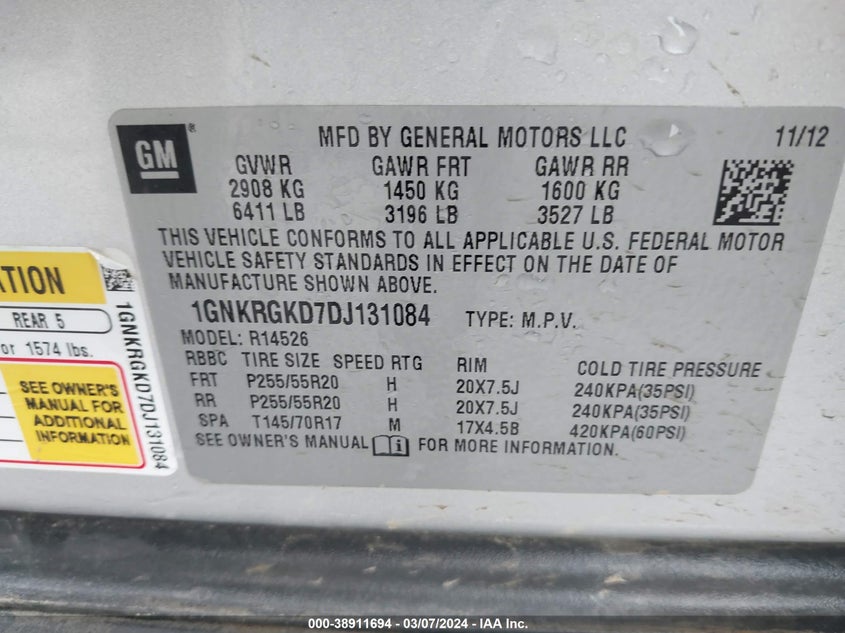 GM ®
MFD BY GENERAL MOTORS LLC 11/12
GVWR GAWR FRT GAWR RR
2908 KG 1450 KG 1600 KG
6411 LB 3196 LB 3527 LB
THIS VEHICLE CONFORMS TO ALL APPLICABLE U.S. FEDERAL MOTOR
VEHICLE SAFETY STANDARDS IN EFFECT ON THE DATE OF
MANUFACTURE SHOWN ABOVE.
1GNKRGKD7DJ131084 TYPE: M.P.V.
MODEL: R14526
RBBC TIRE SIZE SPEED RTG RIM COLD TIRE PRESSURE
FRT P255/55R20 H 20X7.5J 240KPA(35PSI)
RR P255/55R20 H 20X7.5J 240KPA(35PSI)
SPA T145/70R17 M 17X4.5B 420KPA(60PSI)
SEE OWNER'S MANUAL FOR MORE INFORMATION.
REAR 5
or 1574 lbs.
SEE OWNER'S
MANUAL FOR
ADDITIONAL
INFORMATION
1GNKRGKD7DJ131084
000-38911694 - 03/07/2024 - IAA Inc.